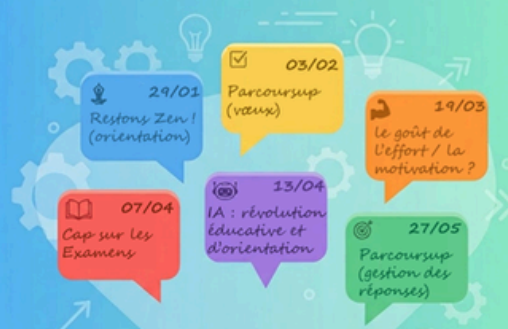 29/01
Restons Zen !
(orientation)
03/02
Parcoursup
(vœux)
19/03
le goût de
l'effort / la
motivation ?
07/04
Cap sur les
Examens
13/04
IA : révolution
éducative et
d'orientation
27/05
Parcoursup
(gestion des
réponses)